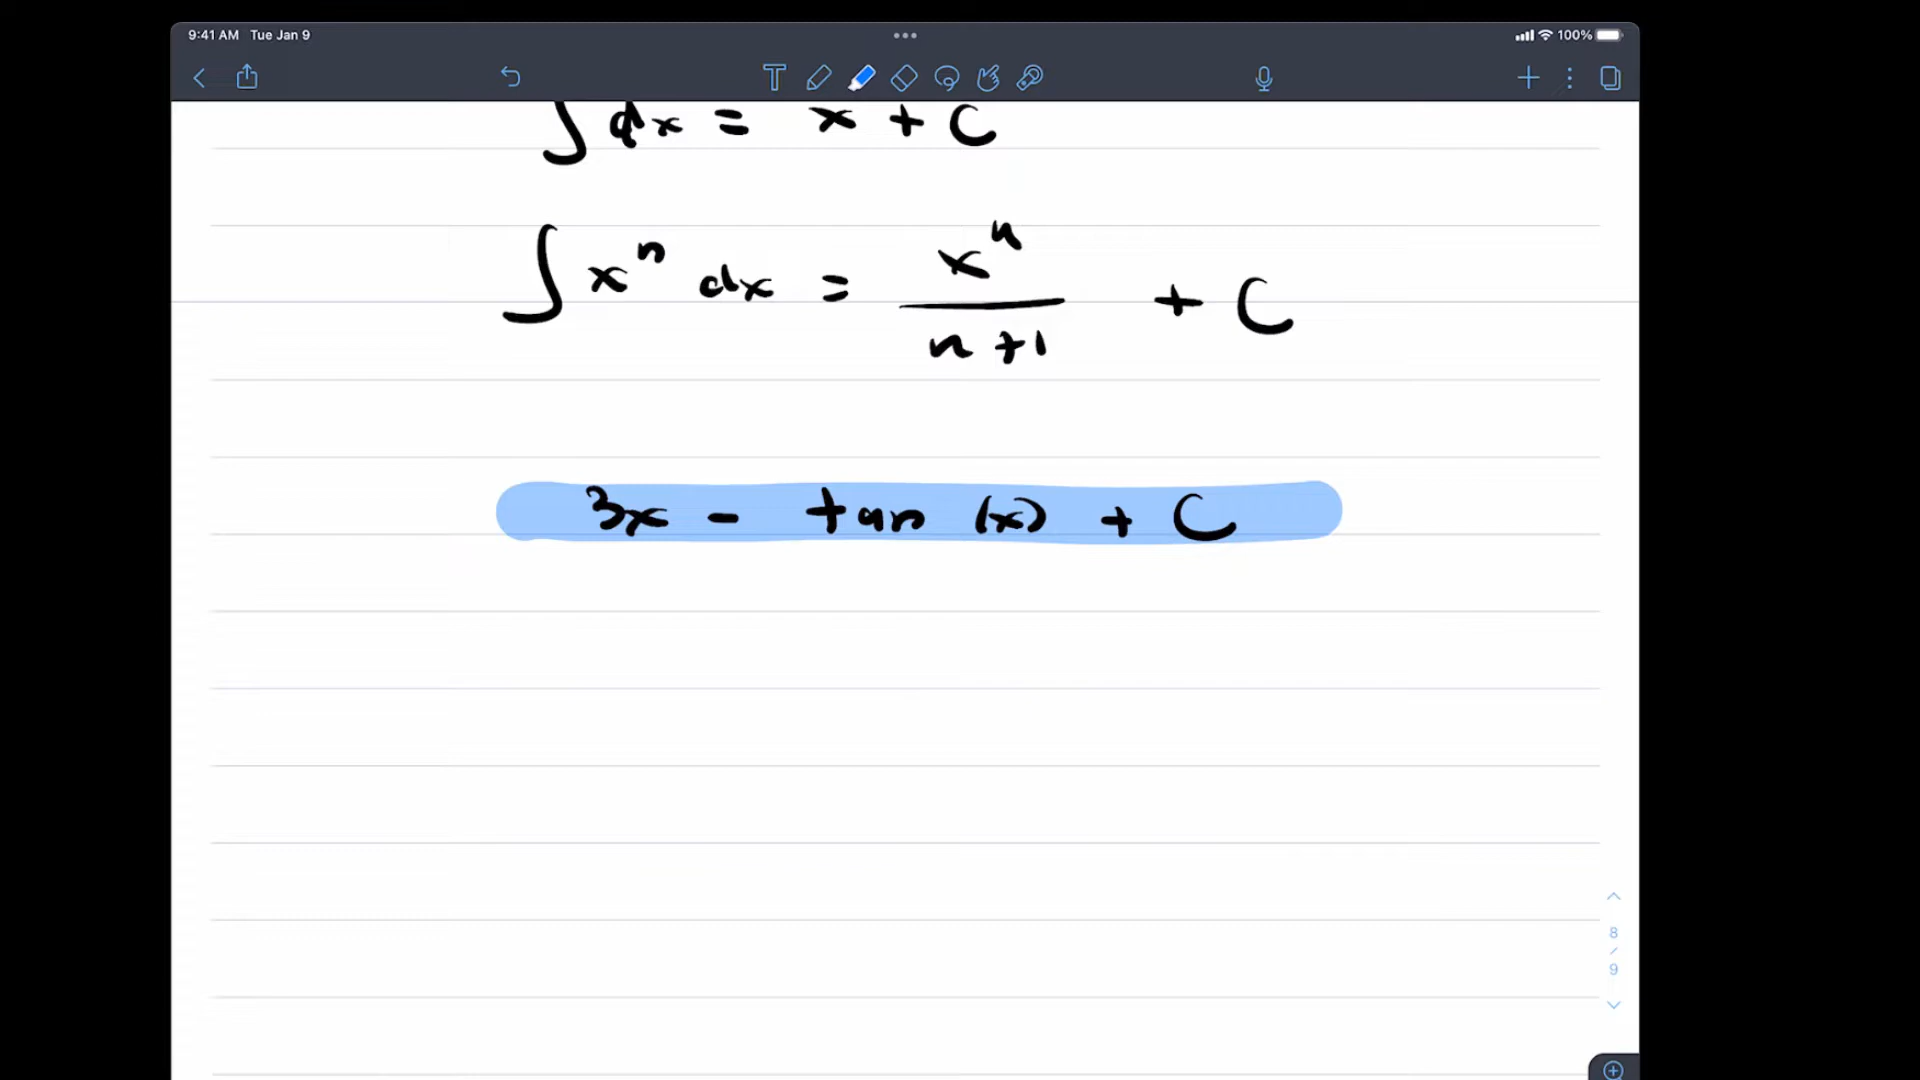 9:41 AM Tue Jan 9
100%
∫ dx = x + C
∫ xⁿ dx = xⁿ / n+1 + C
3x - tan (x) + C
8
/
9